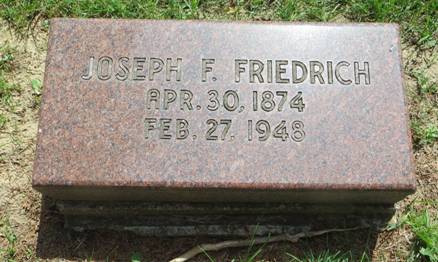 JOSEPH F. FRIEDRICH
APR. 30, 1874
FEB. 27, 1948